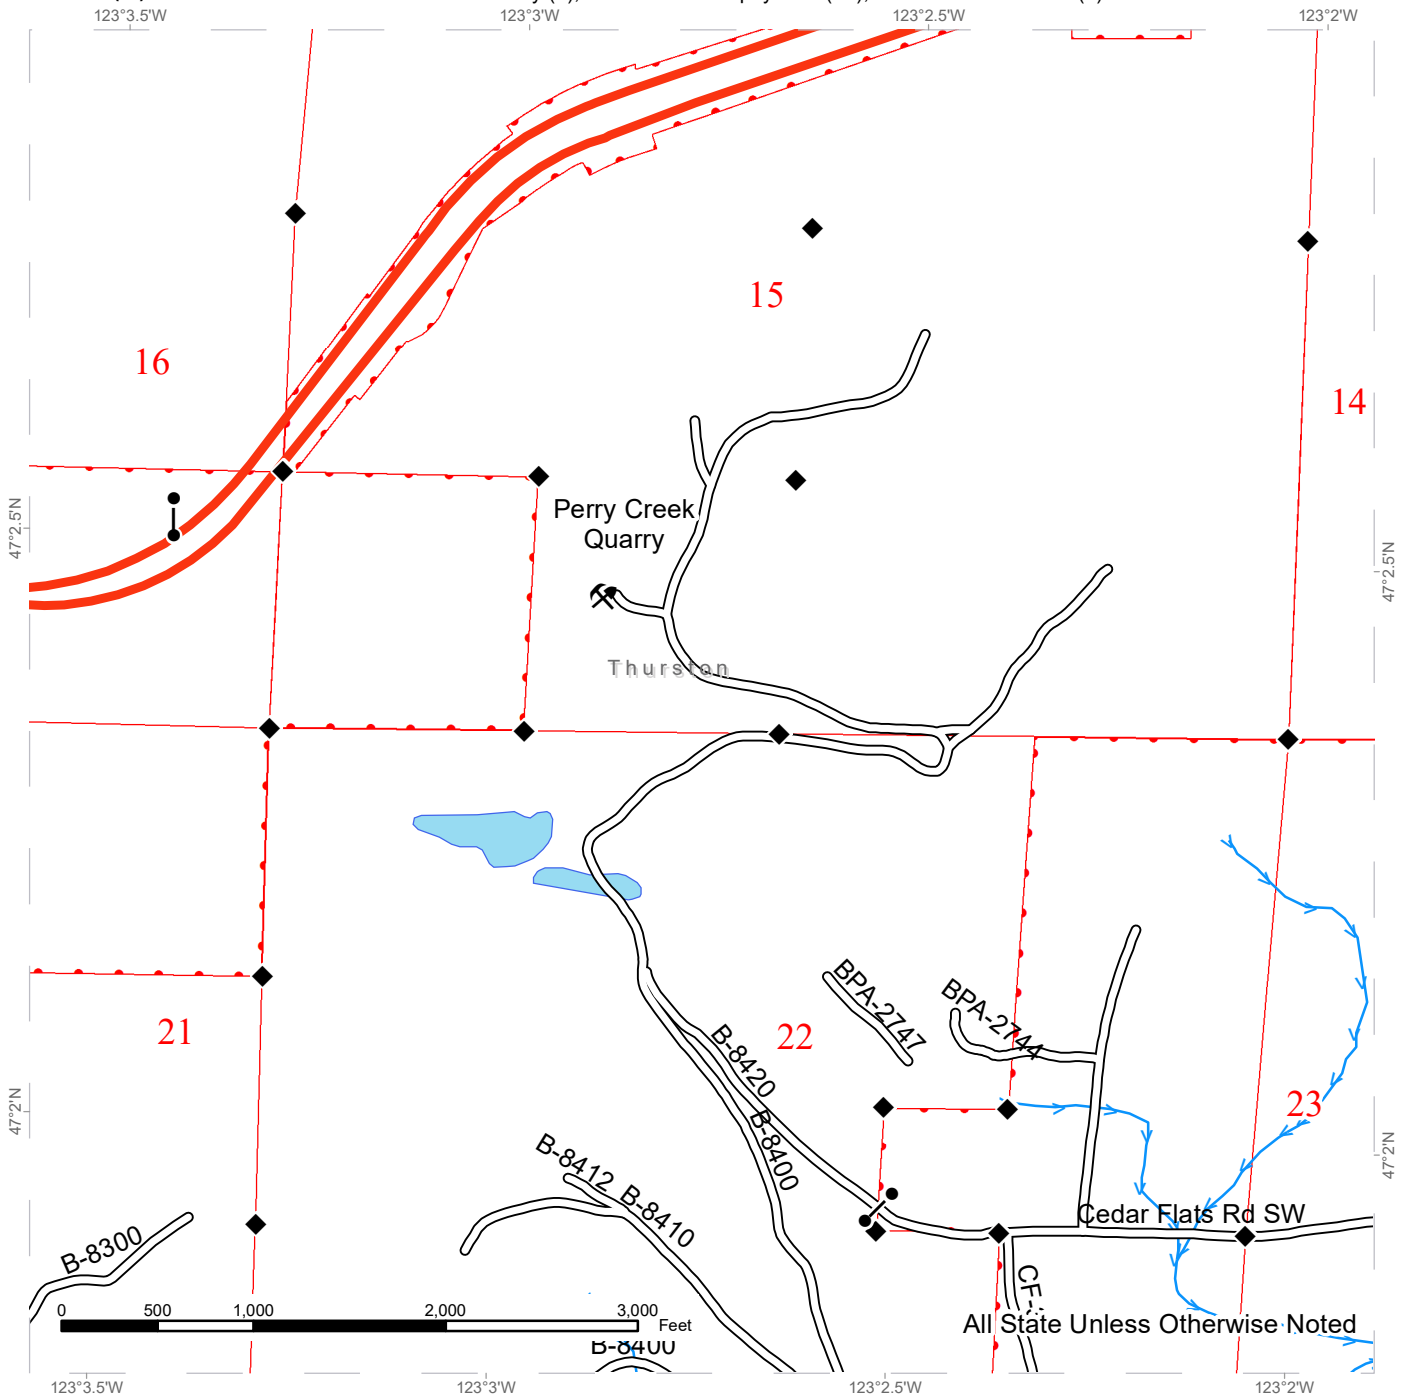 123°3.5'W
123°3'W
123°2.5'W
123°2'W
15
16
14
Perry Creek
Quarry
47°2.5'N
47°2.5'N
Thurston
21
22
BPA-2747
BPA-2744
B-8420
23
47°2'N
47°2'N
B-8400
B-8412
B-8410
Cedar Flats Rd SW
B-8300
0 500 1,000 2,000 3,000
Feet
All State Unless Otherwise Noted
B-8400
123°3.5'W
123°3'W
123°2.5'W
123°2'W